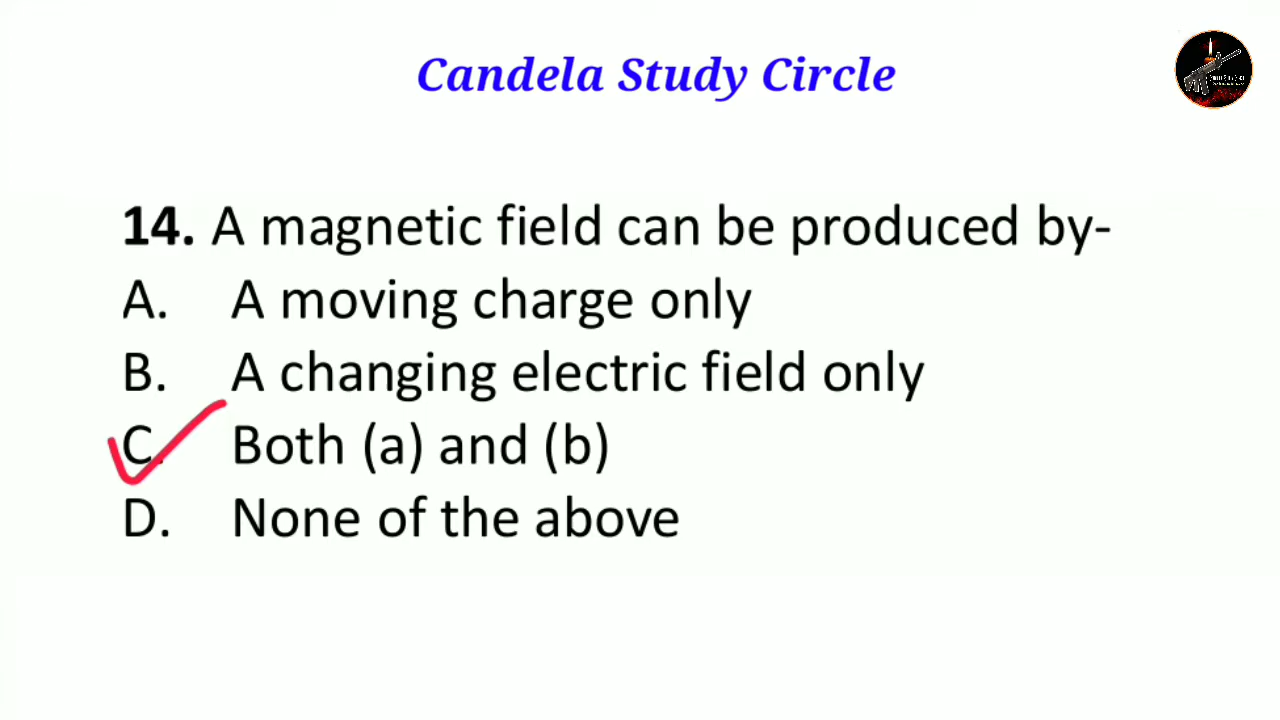 Candela Study Circle
14. A magnetic field can be produced by-
A. A moving charge only
B. A changing electric field only
C. Both (a) and (b)
D. None of the above